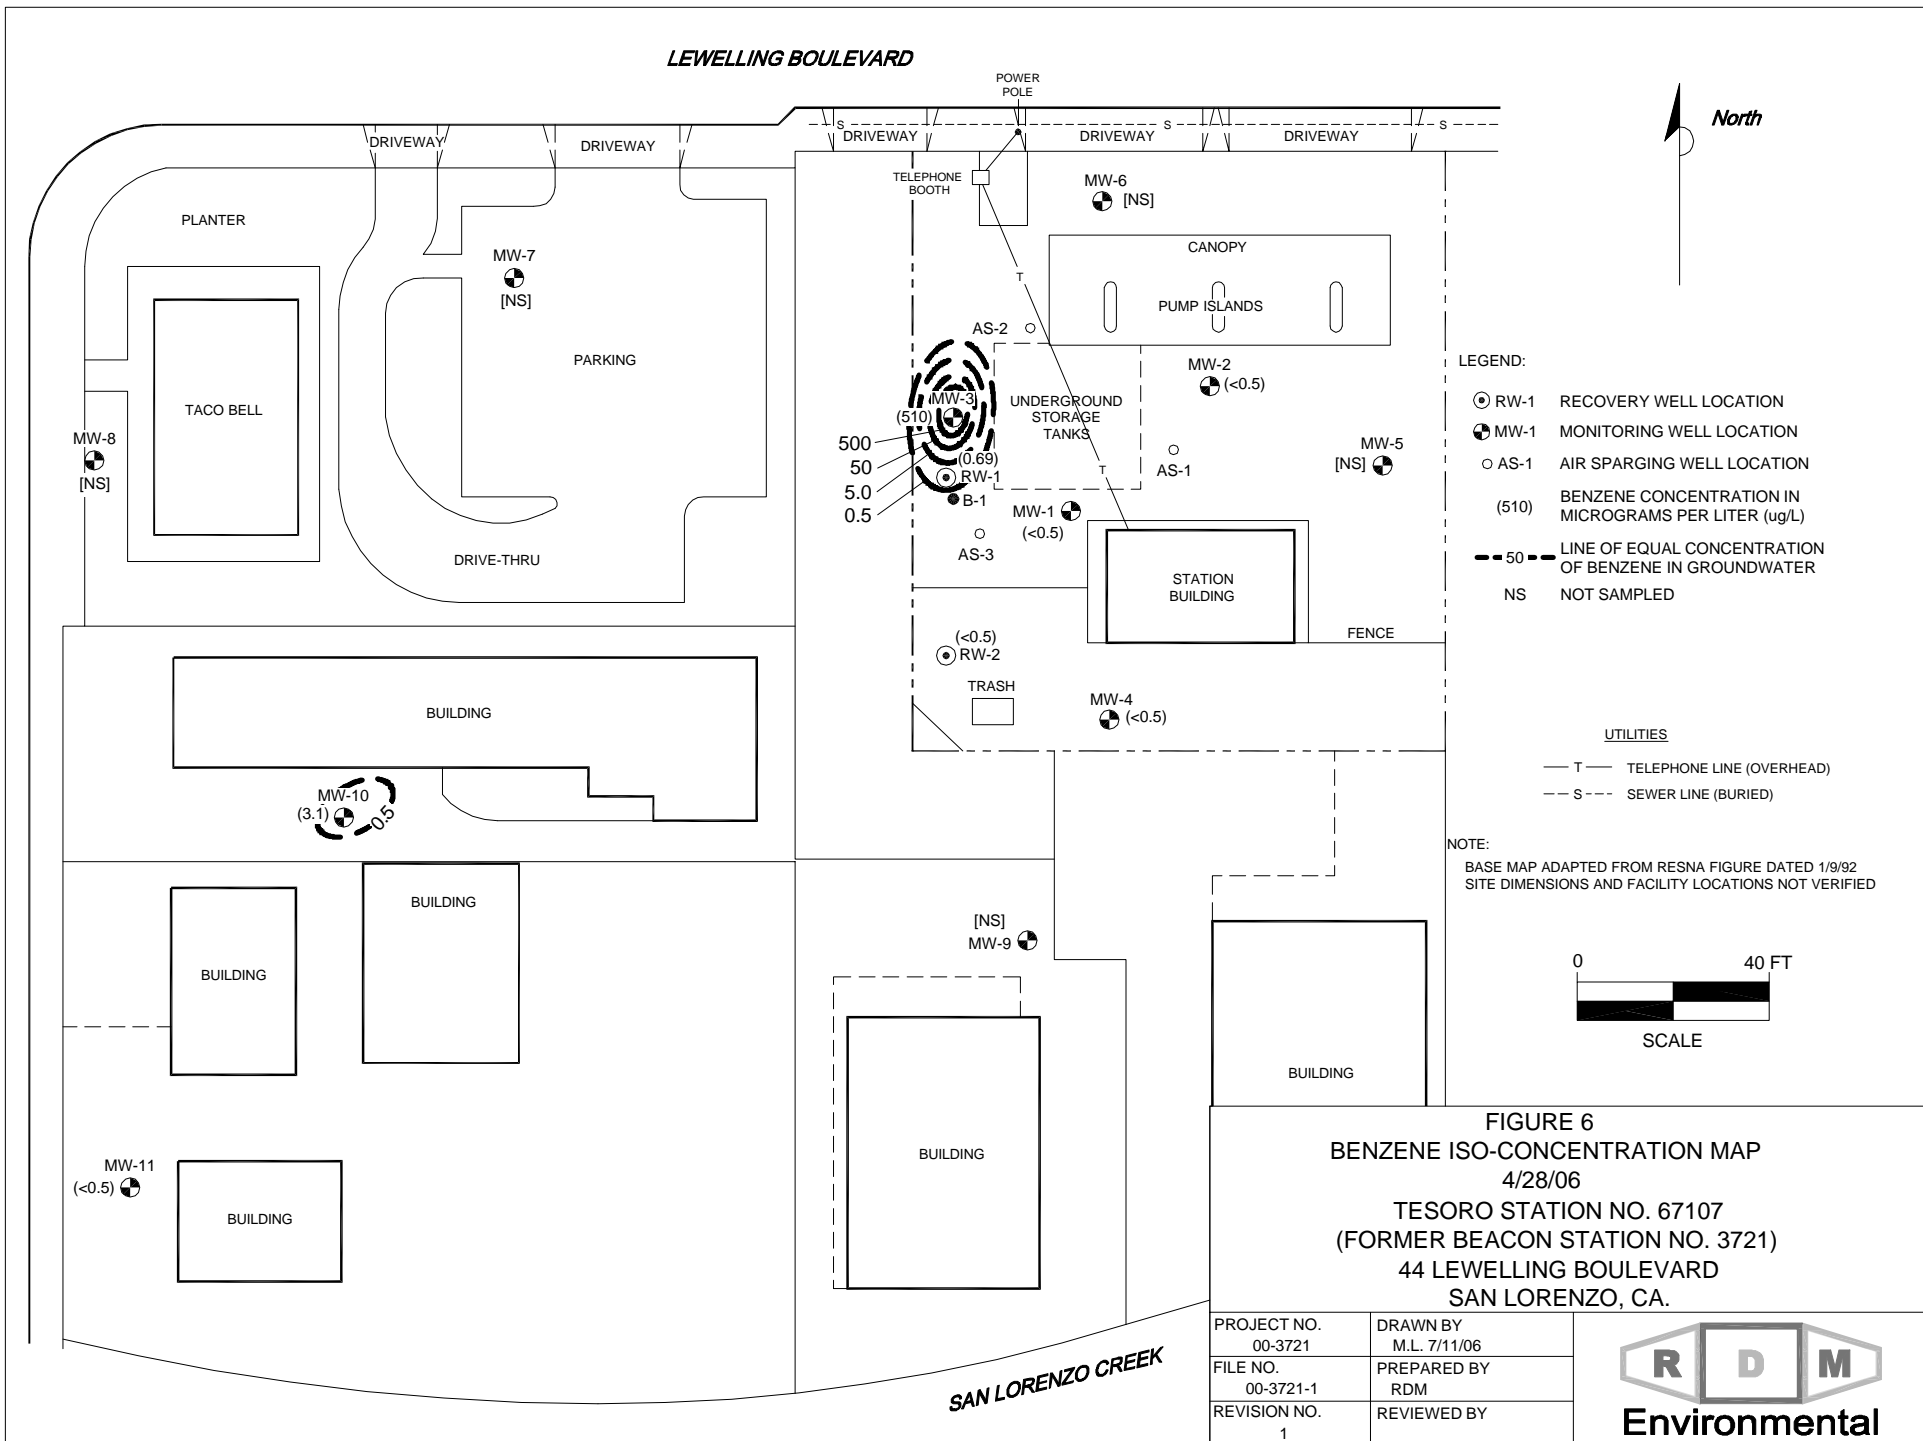 LEWELLING BOULEVARD
POWER
POLE
North
S
S
S
DRIVEWAY
DRIVEWAY
DRIVEWAY
DRIVEWAY
DRIVEWAY
TELEPHONE
BOOTH
MW-6
[NS]
PLANTER
CANOPY
MW-7
[NS]
T
PUMP ISLANDS
AS-2
PARKING
MW-2
(<0.5)
LEGEND:
RW-1 RECOVERY WELL LOCATION
MW-1 MONITORING WELL LOCATION
AS-1 AIR SPARGING WELL LOCATION
(510) BENZENE CONCENTRATION IN
MICROGRAMS PER LITER (ug/L)
50 LINE OF EQUAL CONCENTRATION
OF BENZENE IN GROUNDWATER
NS NOT SAMPLED
TACO BELL
MW-3
(510)
UNDERGROUND
STORAGE
TANKS
MW-8
[NS]
500
50
5.0
0.5
(0.69)
RW-1
B-1
T
AS-1
MW-5
[NS]
MW-1
(<0.5)
AS-3
DRIVE-THRU
STATION
BUILDING
FENCE
(<0.5)
RW-2
TRASH
MW-4
(<0.5)
BUILDING
UTILITIES
T TELEPHONE LINE (OVERHEAD)
S SEWER LINE (BURIED)
MW-10
(3.1)
0.5
NOTE:
BASE MAP ADAPTED FROM RESNA FIGURE DATED 1/9/92
SITE DIMENSIONS AND FACILITY LOCATIONS NOT VERIFIED
BUILDING
BUILDING
[NS]
MW-9
0 40 FT
SCALE
BUILDING
BUILDING
MW-11
(<0.5)
BUILDING
SAN LORENZO CREEK
FIGURE 6
BENZENE ISO-CONCENTRATION MAP
4/28/06
TESORO STATION NO. 67107
(FORMER BEACON STATION NO. 3721)
44 LEWELLING BOULEVARD
SAN LORENZO, CA.
PROJECT NO.
00-3721
DRAWN BY
M.L. 7/11/06
FILE NO.
00-3721-1
PREPARED BY
RDM
REVISION NO.
1
REVIEWED BY
R D M
Environmental